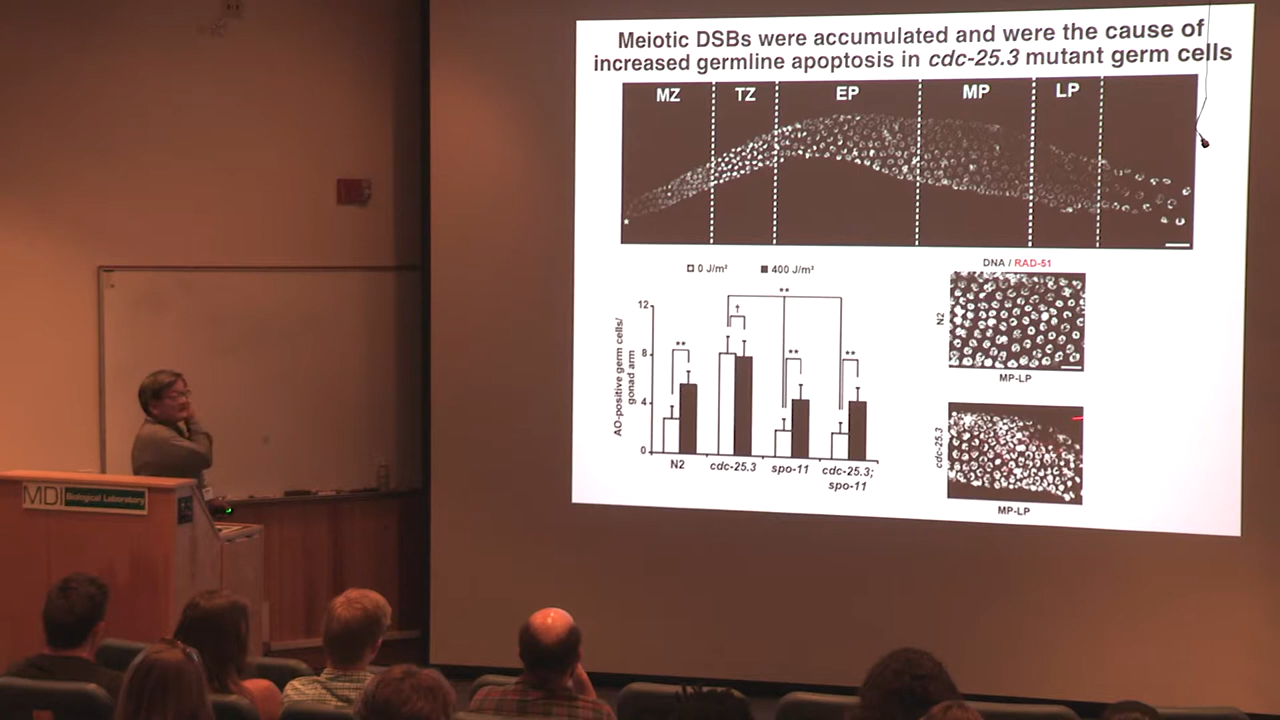 Meiotic DSBs were accumulated and were the cause of
increased germline apoptosis in cdc-25.3 mutant germ cells
MZ TZ EP MP LP
*
0 J/m² 400 J/m²
AO-positive germ cells/
gonad arm
12
8
4
0
**
**
†
**
**
N2 cdc-25.3 spo-11 cdc-25.3;
spo-11
DNA / RAD-51
N2
MP-LP
cdc-25.3
MP-LP
MDI Biological Laboratory